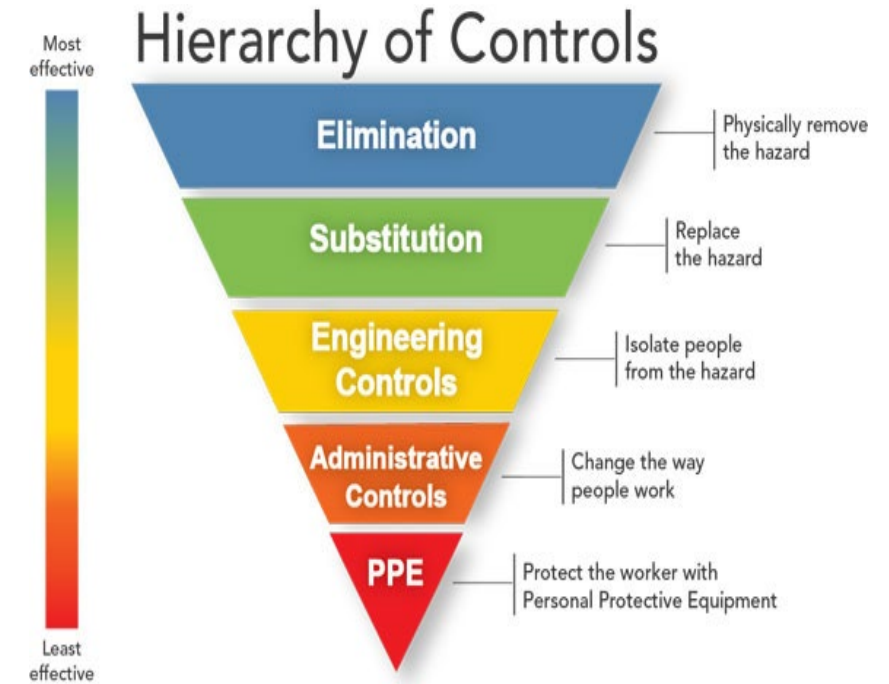 Hierarchy of Controls
Most
effective
Elimination
Physically remove
the hazard
Substitution
Replace
the hazard
Engineering
Controls
Isolate people
from the hazard
Administrative
Controls
Change the way
people work
PPE
Protect the worker with
Personal Protective Equipment
Least
effective